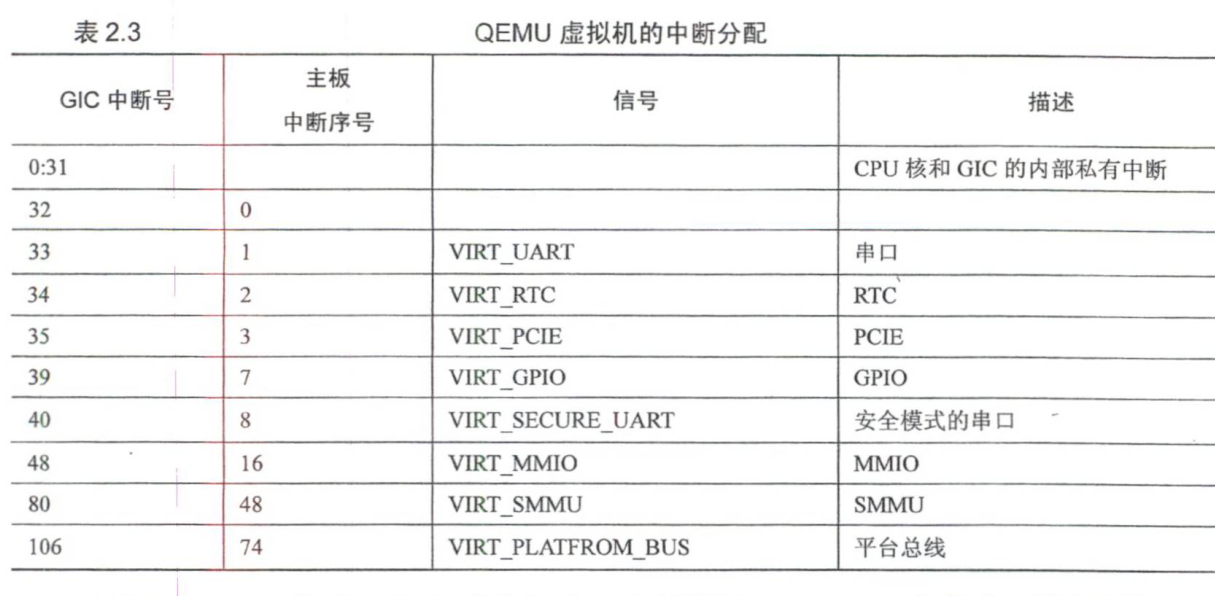 表 2.3 QEMU 虚拟机的中断分配
GIC 中断号 主板 中断序号 信号 描述
0:31 CPU 核和 GIC 的内部私有中断
32 0
33 1 VIRT_UART 串口
34 2 VIRT_RTC RTC
35 3 VIRT_PCIE PCIE
39 7 VIRT_GPIO GPIO
40 8 VIRT_SECURE_UART 安全模式的串口
48 16 VIRT_MMIO MMIO
80 48 VIRT_SMMU SMMU
106 74 VIRT_PLATFROM_BUS 平台总线